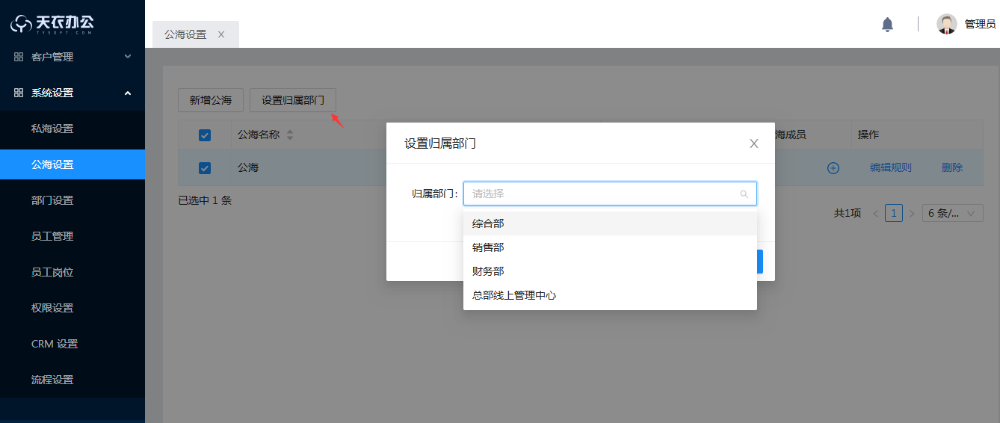 天衣办公
TYSOFT.COM
客户管理
系统设置
私海设置
公海设置
部门设置
员工管理
员工岗位
权限设置
CRM 设置
流程设置
公海设置
管理员
新增公海
设置归属部门
公海名称
海成员
操作
公海
编辑规则
删除
已选中 1 条
共1项
1
6 条/...
设置归属部门
归属部门:
请选择
综合部
销售部
财务部
总部线上管理中心